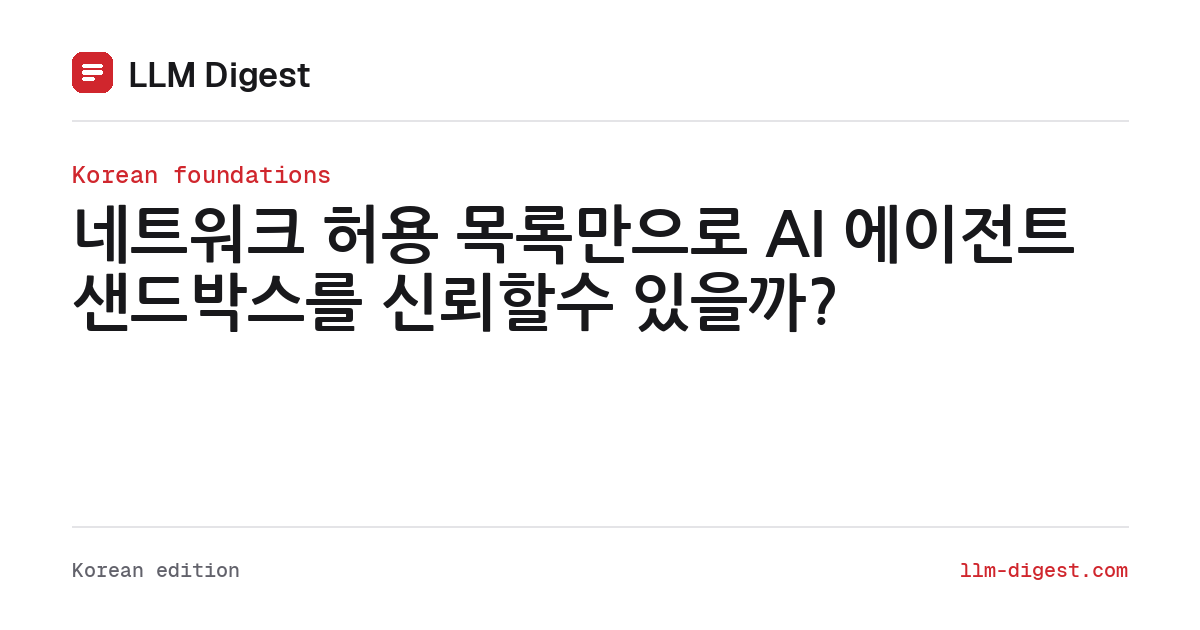 LLM Digest
Korean foundations
네트워크 허용 목록만으로 AI 에이전트
샌드박스를 신뢰할수 있을까?
Korean edition
llm-digest.com